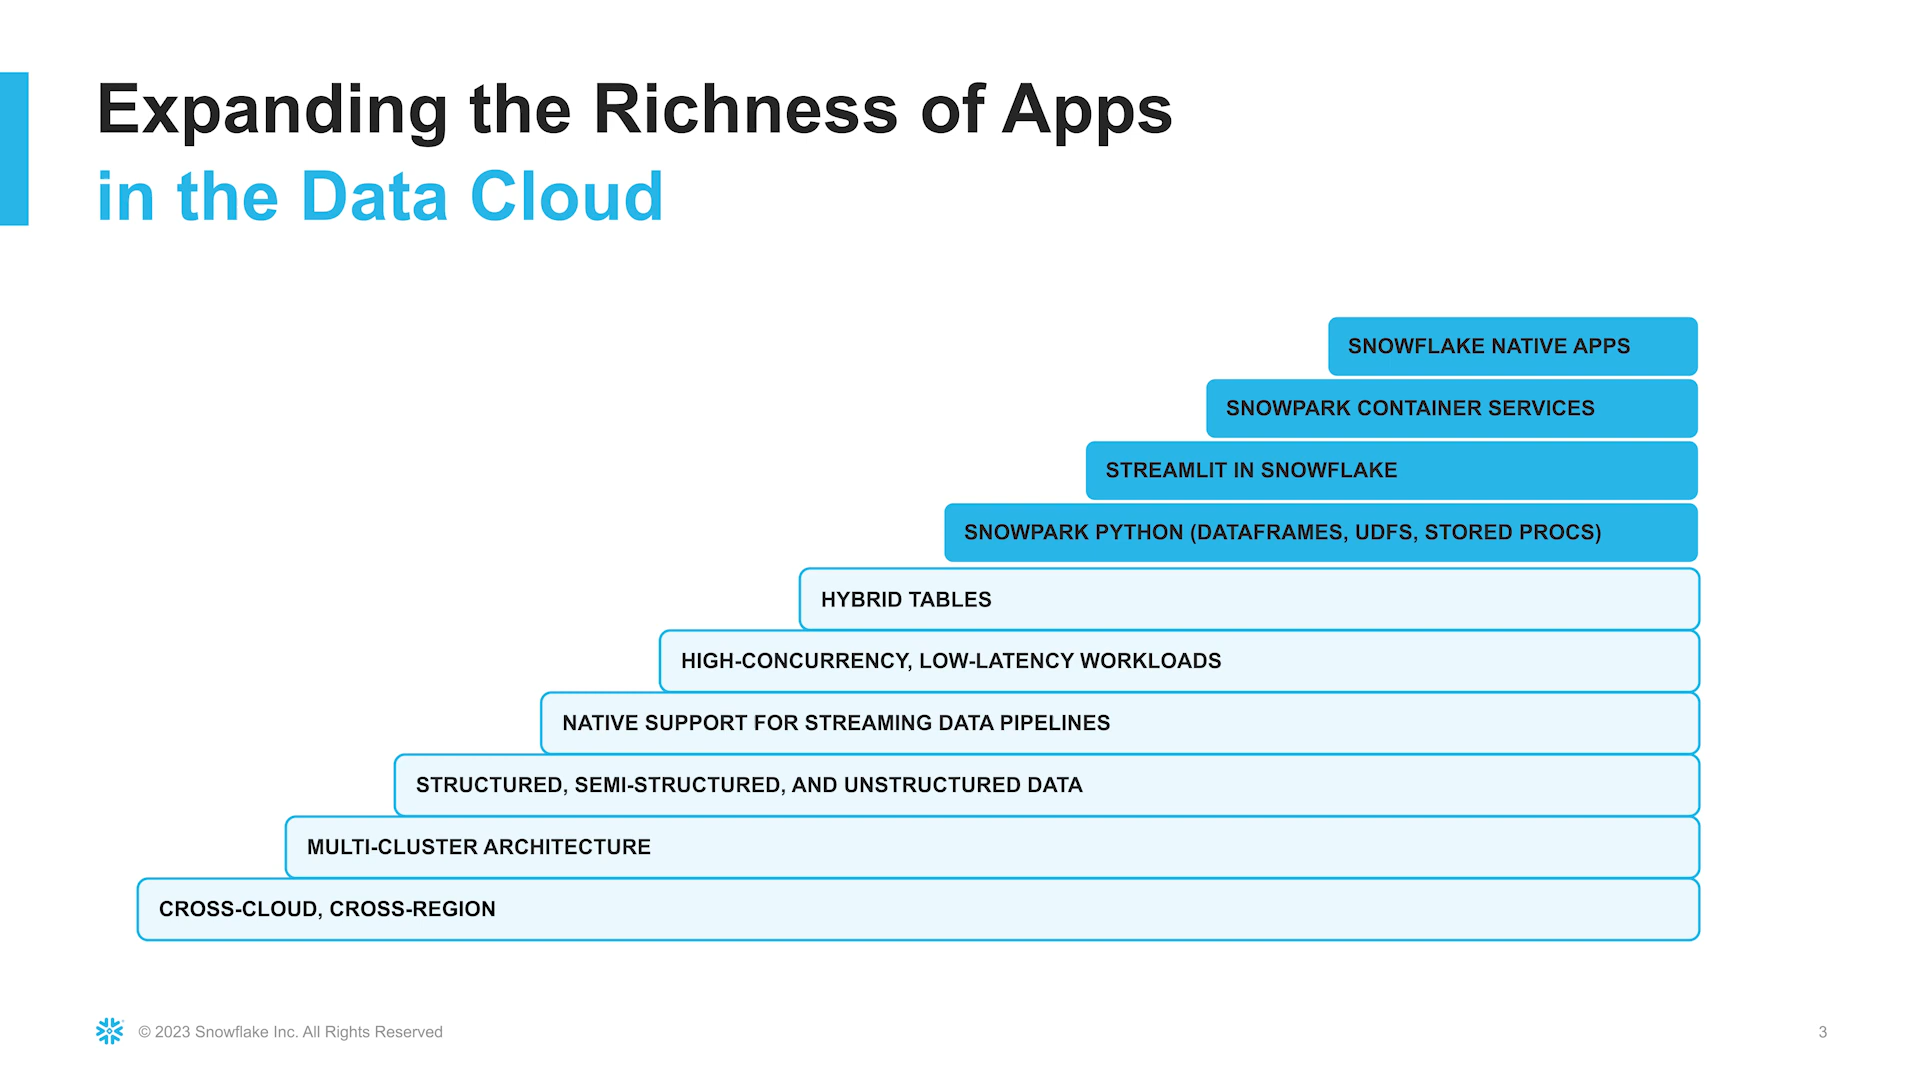 Expanding the Richness of Apps
in the Data Cloud
SNOWFLAKE NATIVE APPS
SNOWPARK CONTAINER SERVICES
STREAMLIT IN SNOWFLAKE
SNOWPARK PYTHON (DATAFRAMES, UDFS, STORED PROCS)
HYBRID TABLES
HIGH-CONCURRENCY, LOW-LATENCY WORKLOADS
NATIVE SUPPORT FOR STREAMING DATA PIPELINES
STRUCTURED, SEMI-STRUCTURED, AND UNSTRUCTURED DATA
MULTI-CLUSTER ARCHITECTURE
CROSS-CLOUD, CROSS-REGION
© 2023 Snowflake Inc. All Rights Reserved
3